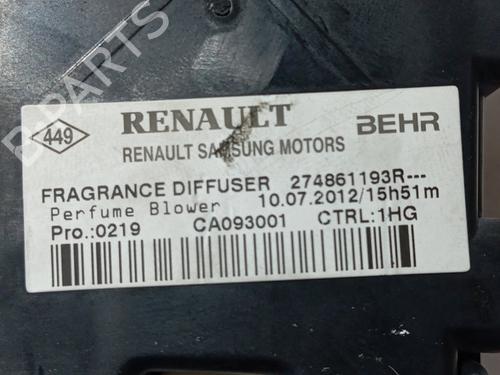 B-PARTS
449
RENAULT
BEHR
RENAULT SAMSUNG MOTORS
FRAGRANCE DIFFUSER 274861193R---
Perfume Blower 10.07.2012/15h51m
Pro.:0219 CA093001 CTRL:1HG